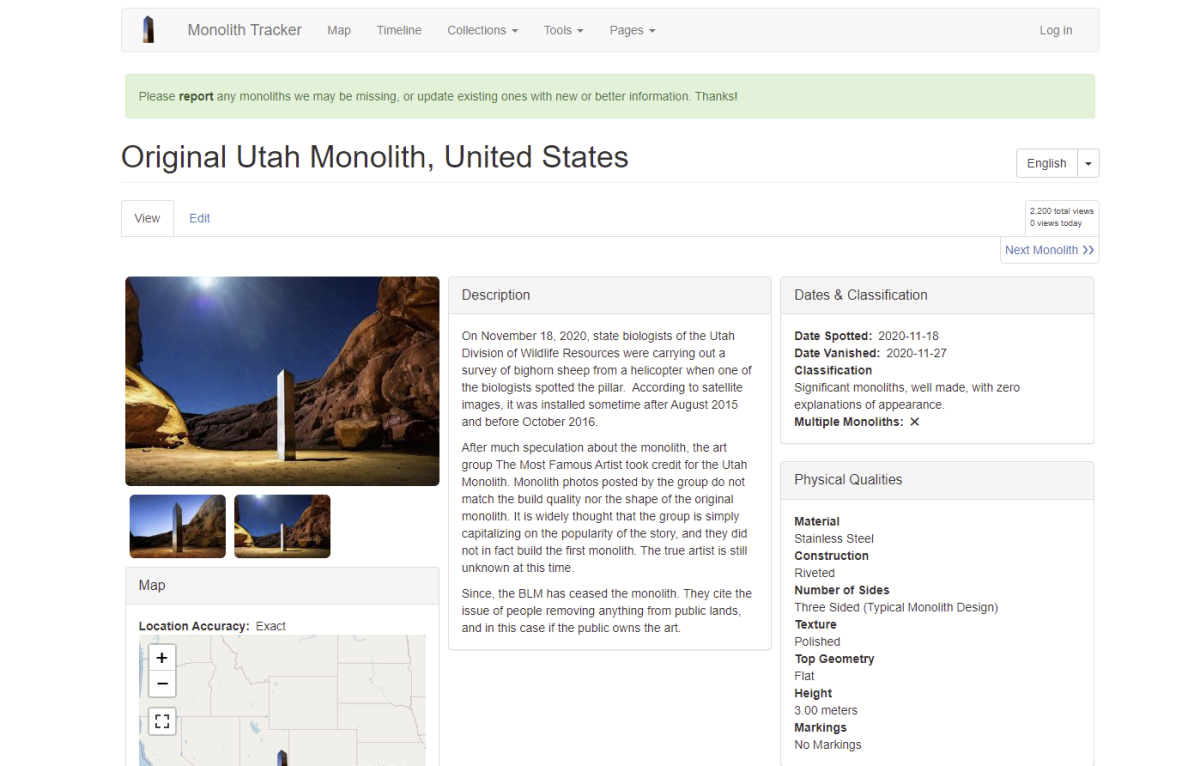 Monolith Tracker
Map
Timeline
Collections
Tools
Pages
Log in
Please report any monoliths we may be missing, or update existing ones with new or better information. Thanks!
Original Utah Monolith, United States
English
View
Edit
2,200 total views
0 views today
Next Monolith >>
Description
On November 18, 2020, state biologists of the Utah
Division of Wildlife Resources were carrying out a
survey of bighorn sheep from a helicopter when one of
the biologists spotted the pillar.  According to satellite
images, it was installed sometime after August 2015
and before October 2016.
After much speculation about the monolith, the art
group The Most Famous Artist took credit for the Utah
Monolith. Monolith photos posted by the group do not
match the build quality nor the shape of the original
monolith. It is widely thought that the group is simply
capitalizing on the popularity of the story, and they did
not in fact build the first monolith. The true artist is still
unknown at this time.
Since, the BLM has ceased the monolith. They cite the
issue of people removing anything from public lands,
and in this case if the public owns the art.
Dates & Classification
Date Spotted: 2020-11-18
Date Vanished: 2020-11-27
Classification
Significant monoliths, well made, with zero
explanations of appearance.
Multiple Monoliths: ✕
Physical Qualities
Material
Stainless Steel
Construction
Riveted
Number of Sides
Three Sided (Typical Monolith Design)
Texture
Polished
Top Geometry
Flat
Height
3.00 meters
Markings
No Markings
Map
Location Accuracy: Exact
+
−